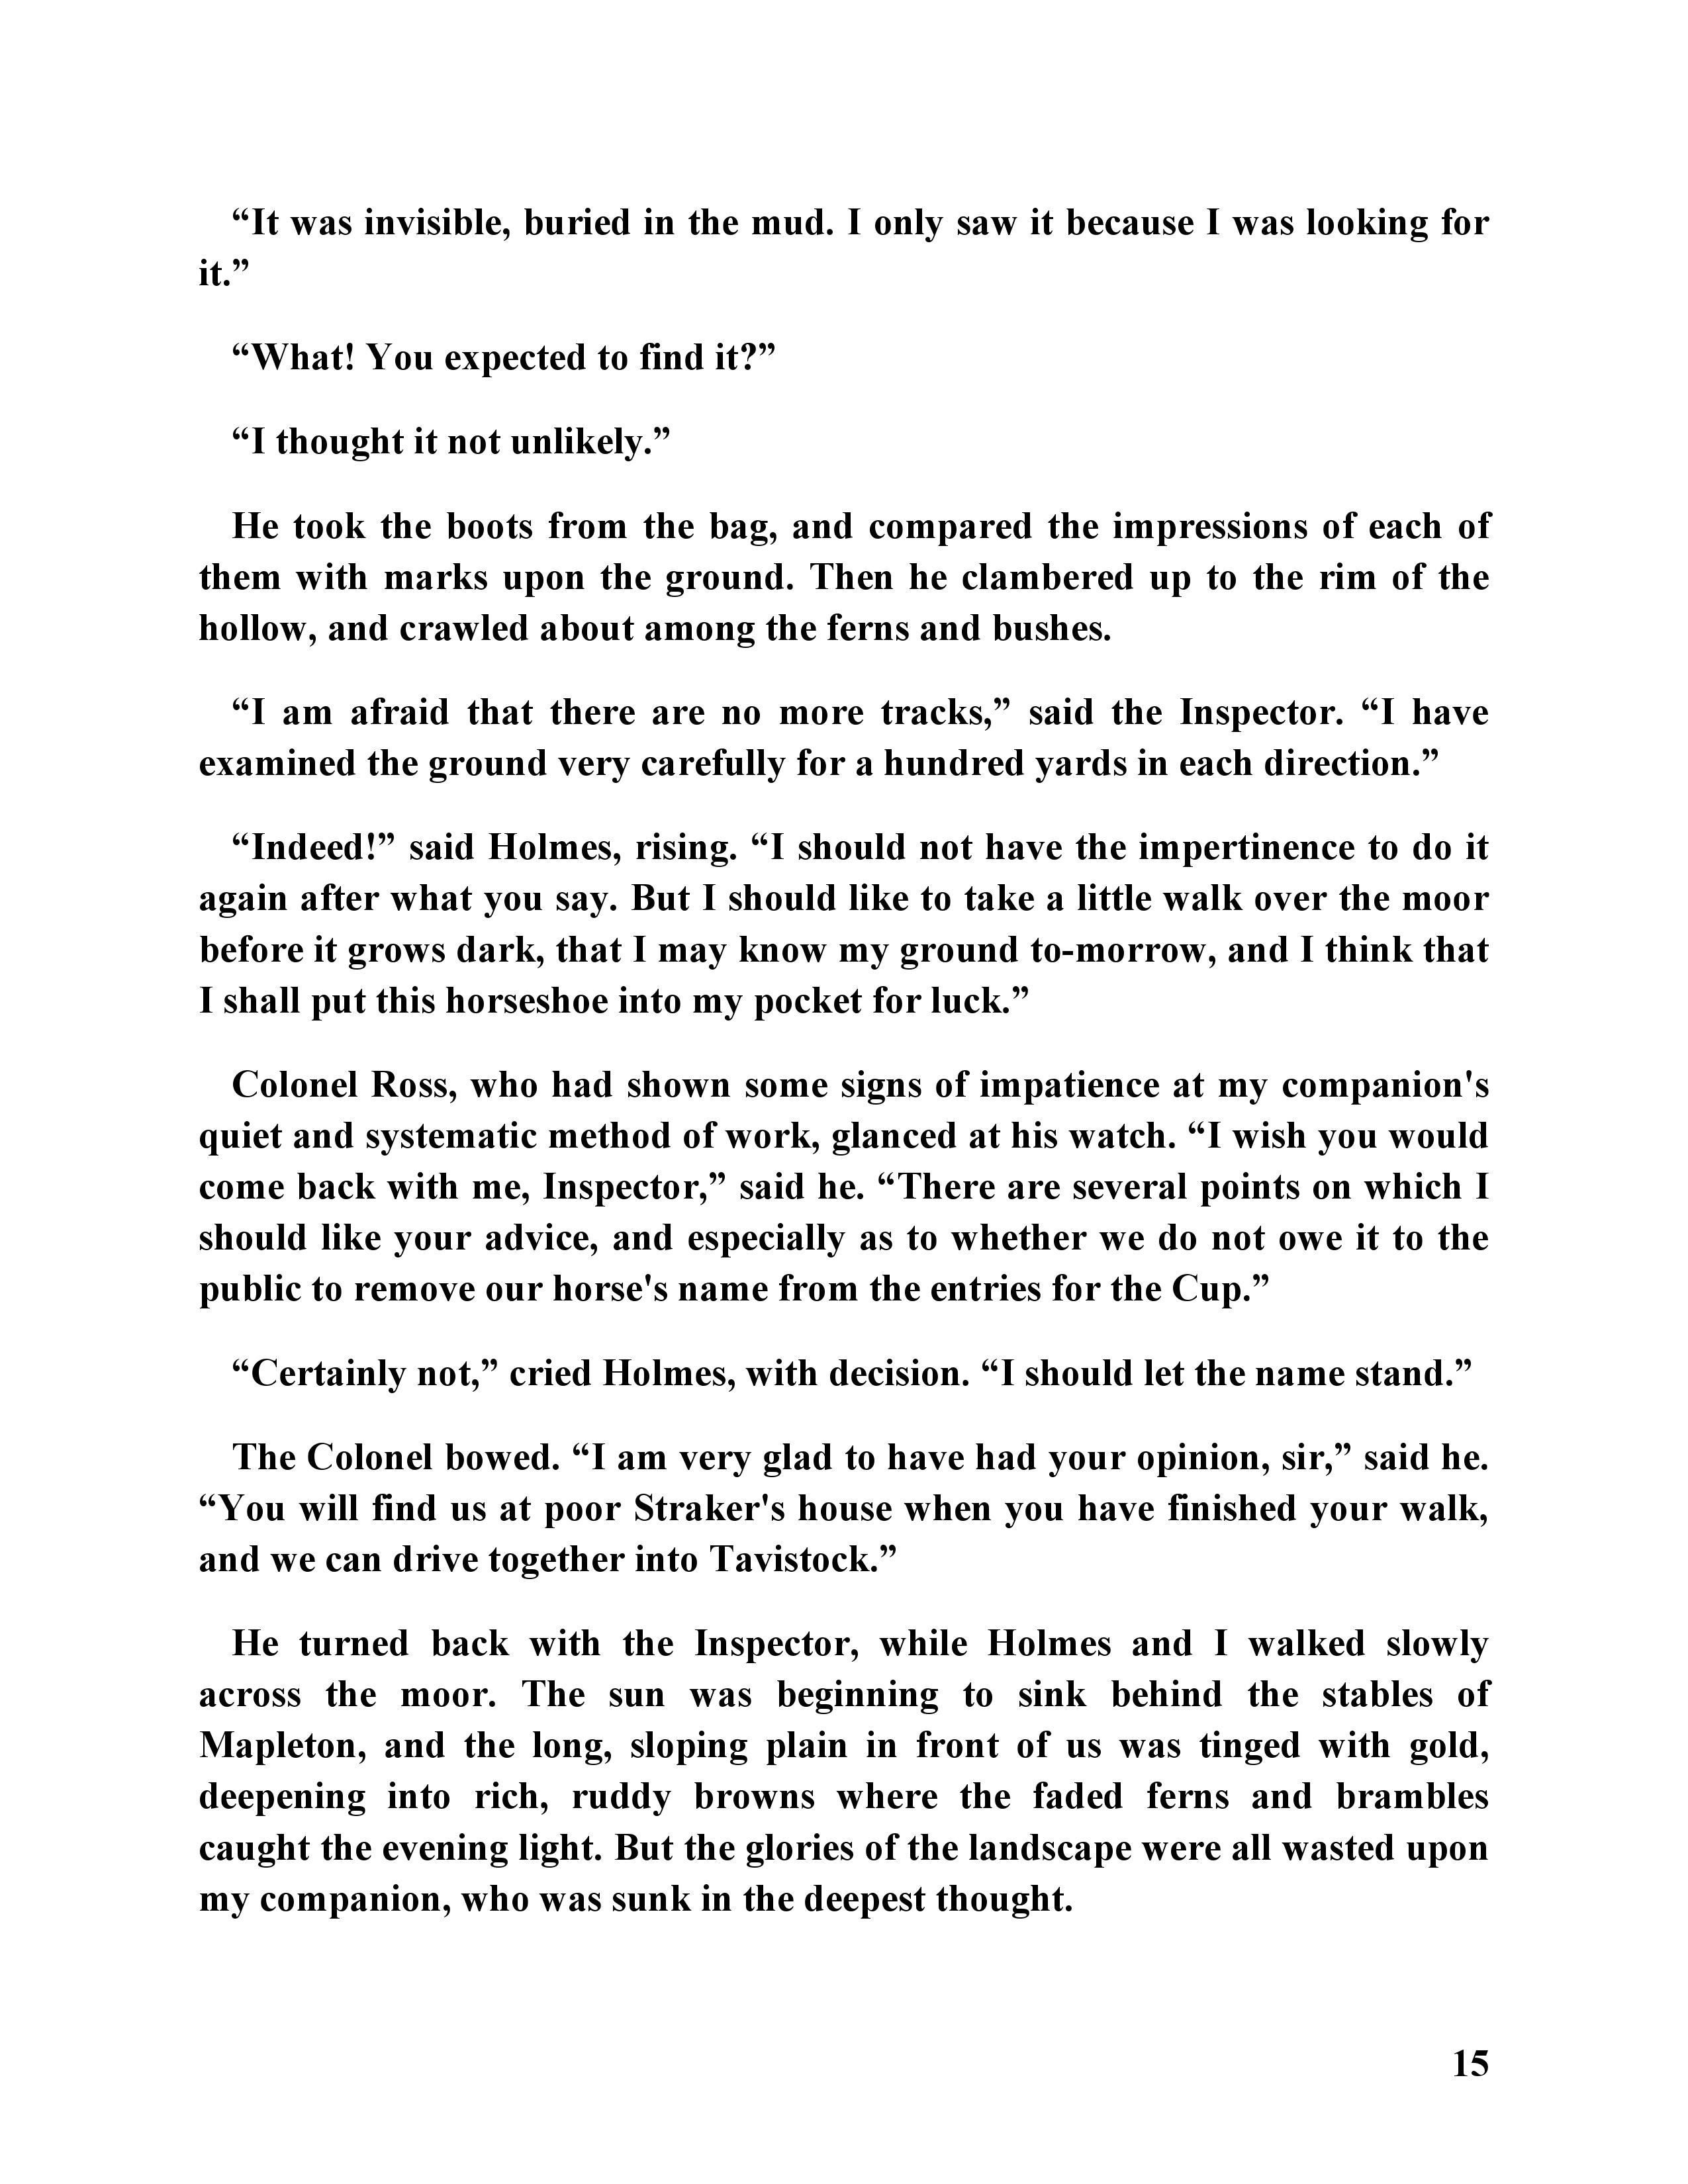 “It was invisible, buried in the mud. I only saw it because I was looking for
it.”
“What! You expected to find it?”
“I thought it not unlikely.”
He took the boots from the bag, and compared the impressions of each of
them with marks upon the ground. Then he clambered up to the rim of the
hollow, and crawled about among the ferns and bushes.
“I am afraid that there are no more tracks,” said the Inspector. “I have
examined the ground very carefully for a hundred yards in each direction.”
“Indeed!” said Holmes, rising. “I should not have the impertinence to do it
again after what you say. But I should like to take a little walk over the moor
before it grows dark, that I may know my ground to-morrow, and I think that
I shall put this horseshoe into my pocket for luck.”
Colonel Ross, who had shown some signs of impatience at my companion's
quiet and systematic method of work, glanced at his watch. “I wish you would
come back with me, Inspector,” said he. “There are several points on which I
should like your advice, and especially as to whether we do not owe it to the
public to remove our horse's name from the entries for the Cup.”
“Certainly not,” cried Holmes, with decision. “I should let the name stand.”
The Colonel bowed. “I am very glad to have had your opinion, sir,” said he.
“You will find us at poor Straker's house when you have finished your walk,
and we can drive together into Tavistock.”
He turned back with the Inspector, while Holmes and I walked slowly
across the moor. The sun was beginning to sink behind the stables of
Mapleton, and the long, sloping plain in front of us was tinged with gold,
deepening into rich, ruddy browns where the faded ferns and brambles
caught the evening light. But the glories of the landscape were all wasted upon
my companion, who was sunk in the deepest thought.
15